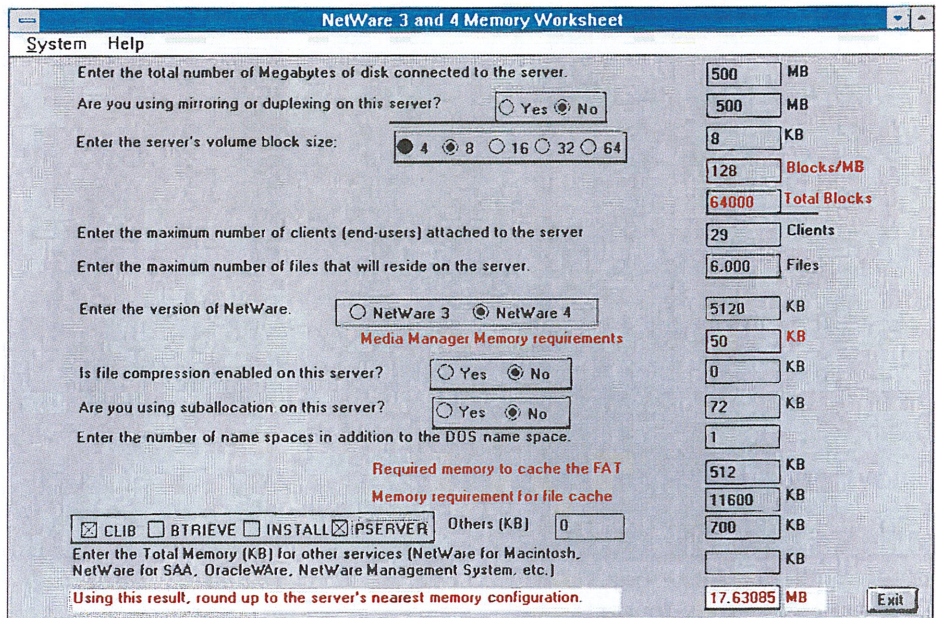 NetWare 3 and 4 Memory Worksheet
System Help
Enter the total number of Megabytes of disk connected to the server. 500 MB
Are you using mirroring or duplexing on this server? Yes No 500 MB
Enter the server's volume block size: 4 8 16 32 64 8 KB
128 Blocks/MB
64000 Total Blocks
Enter the maximum number of clients (end-users) attached to the server 29 Clients
Enter the maximum number of files that will reside on the server. 6.000 Files
Enter the version of NetWare. NetWare 3 NetWare 4 5120 KB
Media Manager Memory requirements 50 KB
Is file compression enabled on this server? Yes No 0 KB
Are you using suballocation on this server? Yes No 72 KB
Enter the number of name spaces in addition to the DOS name space. 1
Required memory to cache the FAT 512 KB
Memory requirement for file cache 11600 KB
CLIB BTRIEVE INSTALL PSERVER Others (KB) 0 700 KB
Enter the Total Memory (KB) for other services (NetWare for Macintosh, KB
NetWare for SAA, OracleWAre, NetWare Management System, etc.)
Using this result, round up to the server's nearest memory configuration. 17.63085 MB Exit